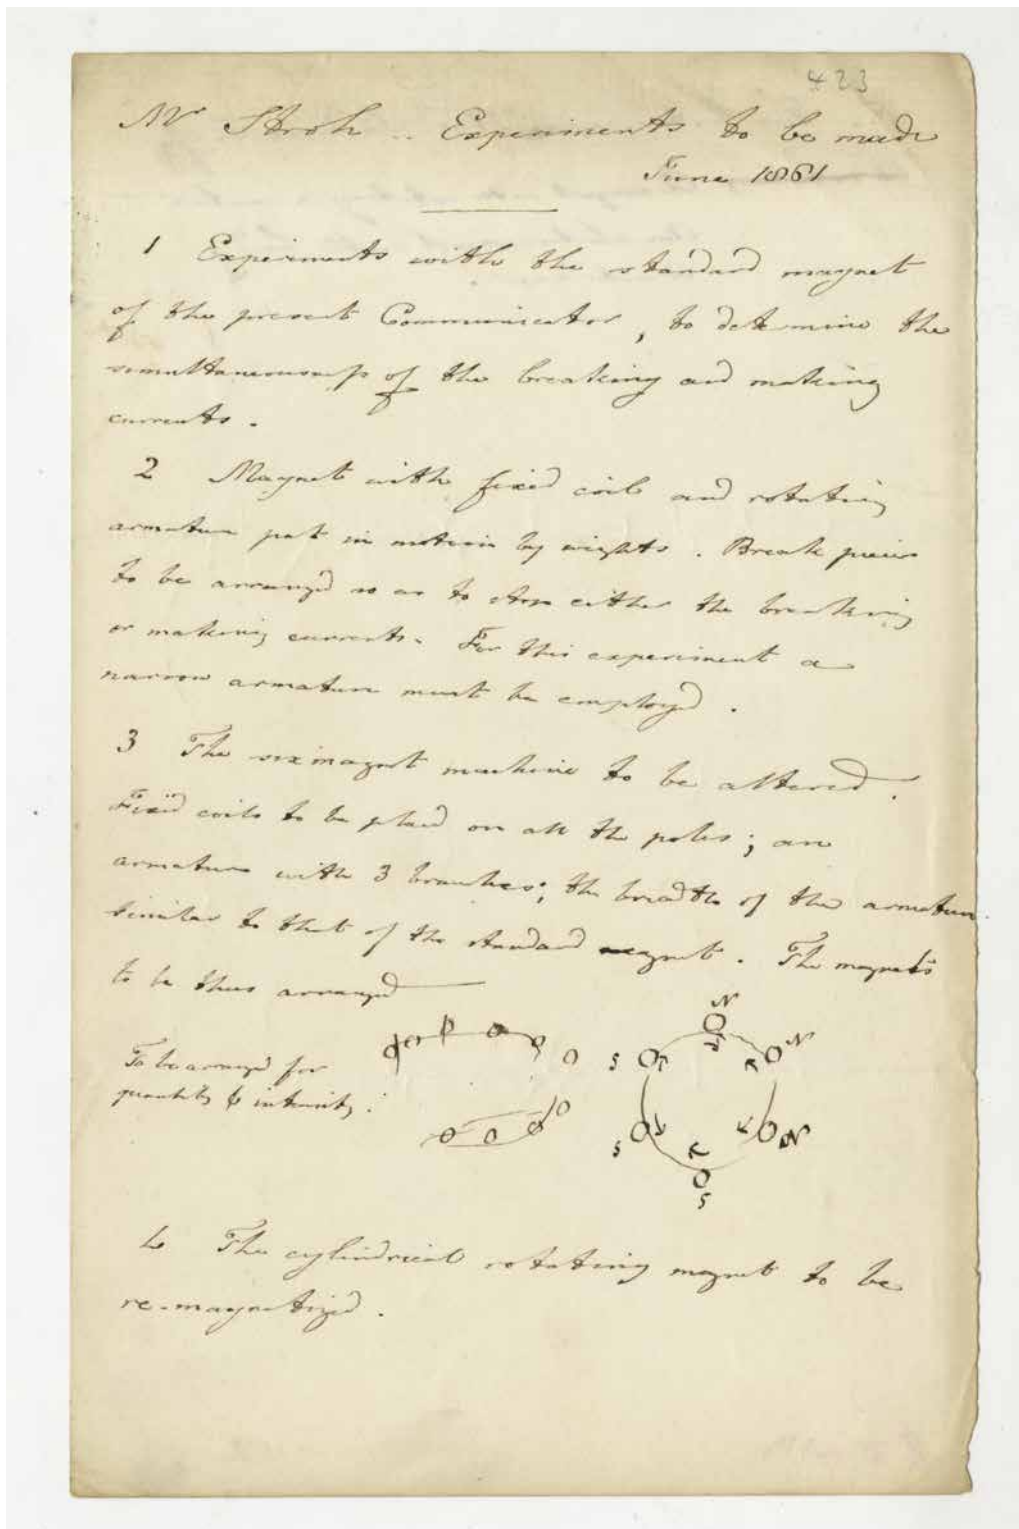 423
Mr Stroh - Experiments to be made
June 1861
1 Experiments with the standard magnet
of the present Communicator, to determine the
simultaneousness of the breaking and making
currents.
2 Magnet with fixed coils and rotating
armature put in motion by weights. Break piece
to be arranged so as to stop either the breaking
or making currents. For this experiment a
narrow armature must be employed.
3 The six magnet machine to be altered.
Fixed coils to be placed on all the poles; an
armature with 3 branches; the breadth of the armature
similar to that of the standard magnet. The magnets
to be thus arranged
To be arranged for
quantity & intensity.
N
N
S
S
N
S
4 The cylindrical rotating magnet to be
re-magnetized.